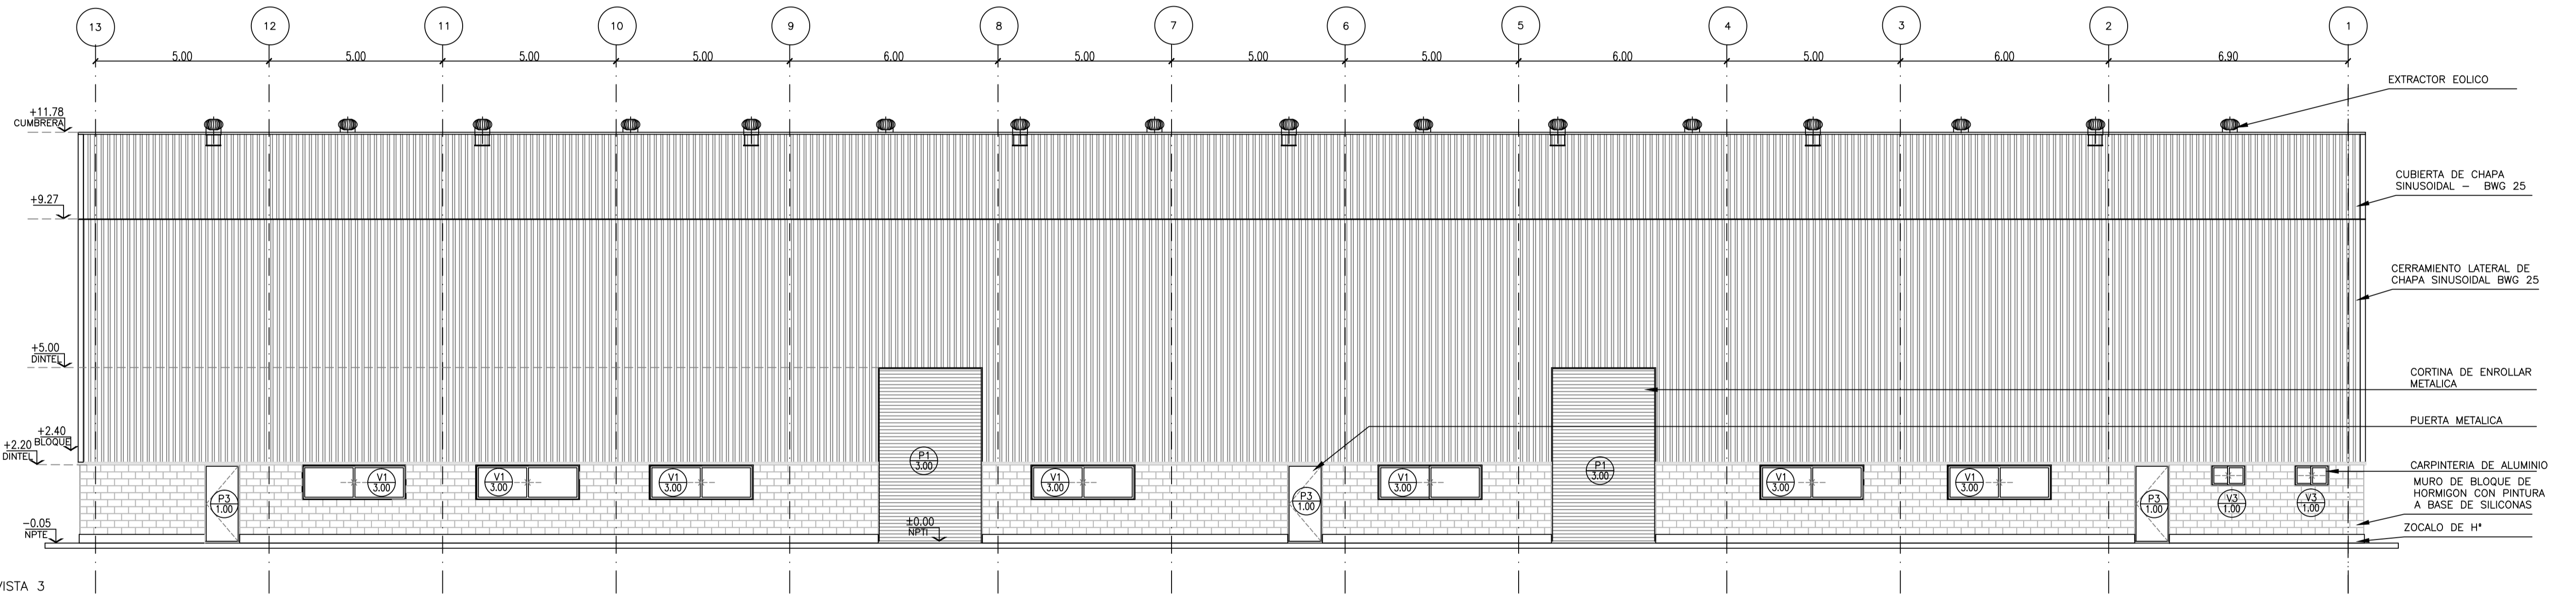 13 12 11 10 9 8 7 6 5 4 3 2 1
5.00 5.00 5.00 5.00 6.00 5.00 5.00 5.00 6.00 5.00 6.00 6.90
EXTRACTOR EOLICO
+11.78
CUMBRERA
CUBIERTA DE CHAPA
SINUSOIDAL - BWG 25
+9.27
CERRAMIENTO LATERAL DE
CHAPA SINUSOIDAL BWG 25
+5.00
DINTEL
CORTINA DE ENROLLAR
METALICA
PUERTA METALICA
+2.40
BLOQUE
+2.20
DINTEL
P3
1.00
V1
3.00
V1
3.00
V1
3.00
P1
3.00
V1
3.00
P3
1.00
V1
3.00
P1
3.00
V1
3.00
V1
3.00
P3
1.00
V3
1.00
V3
1.00
CARPINTERIA DE ALUMINIO
MURO DE BLOQUE DE
HORMIGON CON PINTURA
A BASE DE SILICONAS
-0.05
NPTE
±0.00
NPTI
ZOCALO DE Hº
VISTA 3